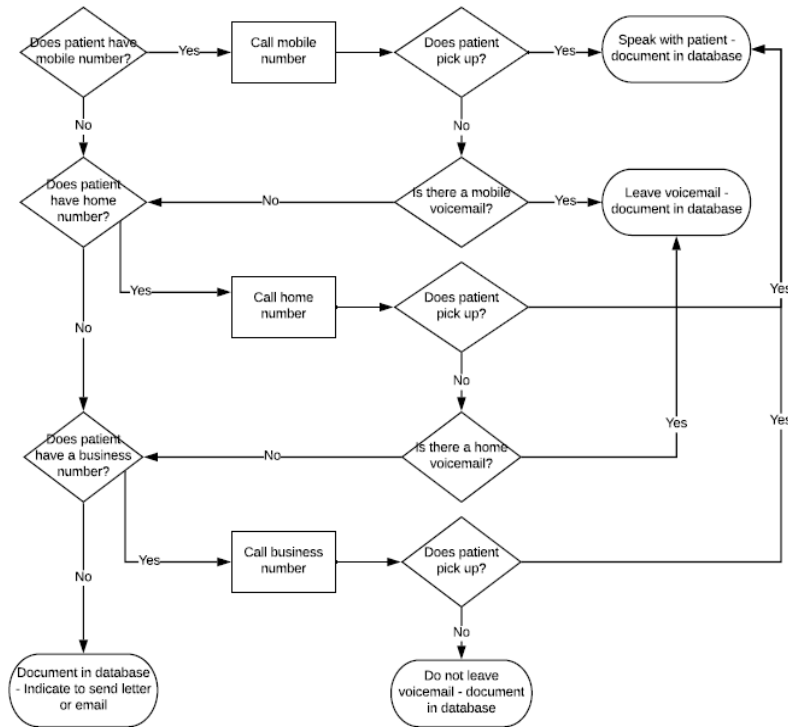 Does patient have
mobile number?
Yes
Call mobile
number
Does patient
pick up?
Yes
Speak with patient -
document in database
No
No
Does patient
have home
number?
No
Is there a mobile
voicemail?
Yes
Leave voicemail -
document in database
Yes
Call home
number
Does patient
pick up?
Yes
No
No
Does patient
have a business
number?
No
Is there a home
voicemail?
Yes
Yes
Yes
Call business
number
Does patient
pick up?
No
No
Document in database
- Indicate to send letter
or email
Do not leave
voicemail - document
in database